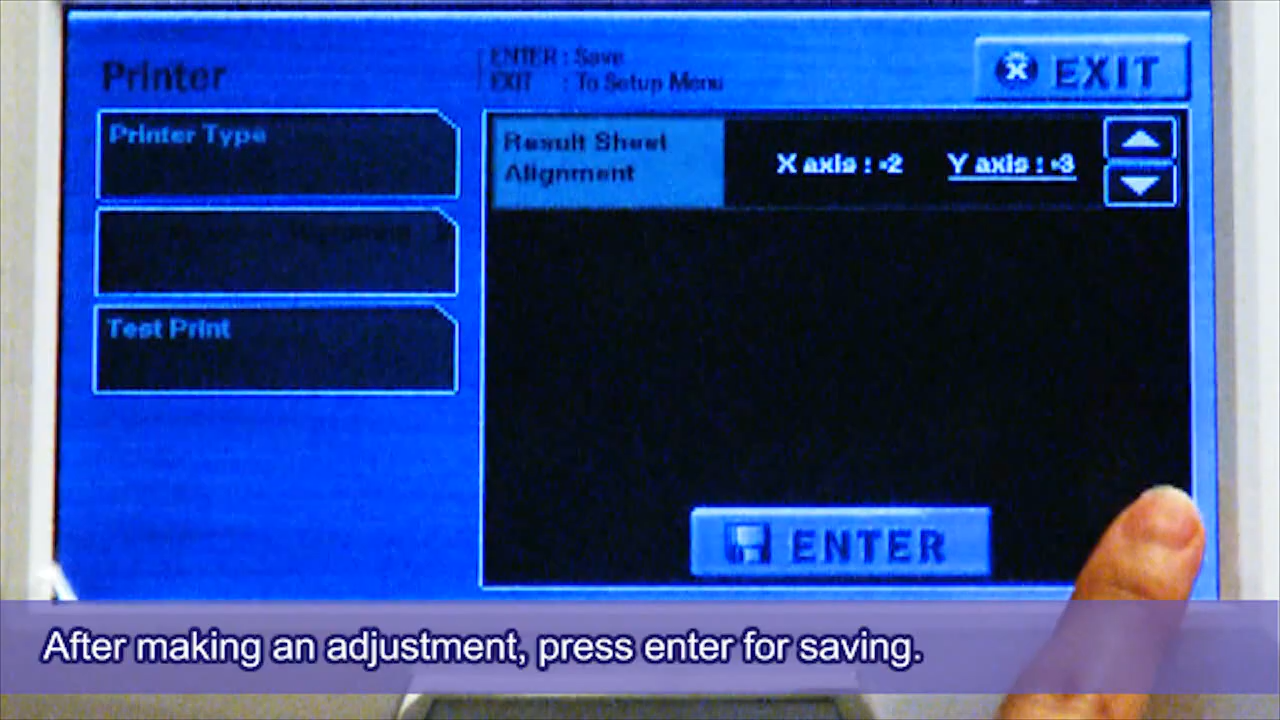 Printer
ENTER : Save
EXIT : To Setup Menu
EXIT
Printer Type
Result Sheet
Alignment
X axis : -2 Y axis : -3
Alignment
Test Print
ENTER
After making an adjustment, press enter for saving.